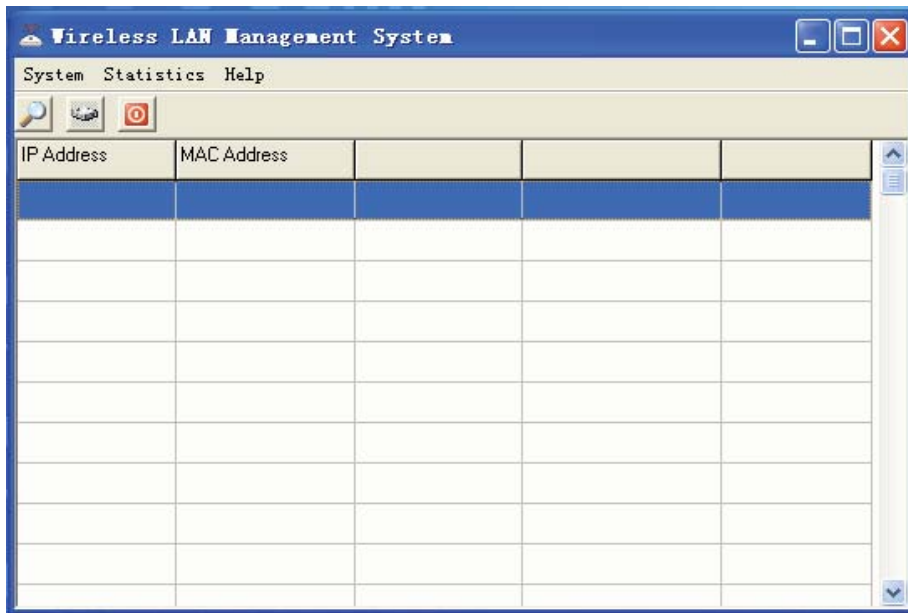 Wireless LAN Management System
System Statistics Help
IP Address MAC Address